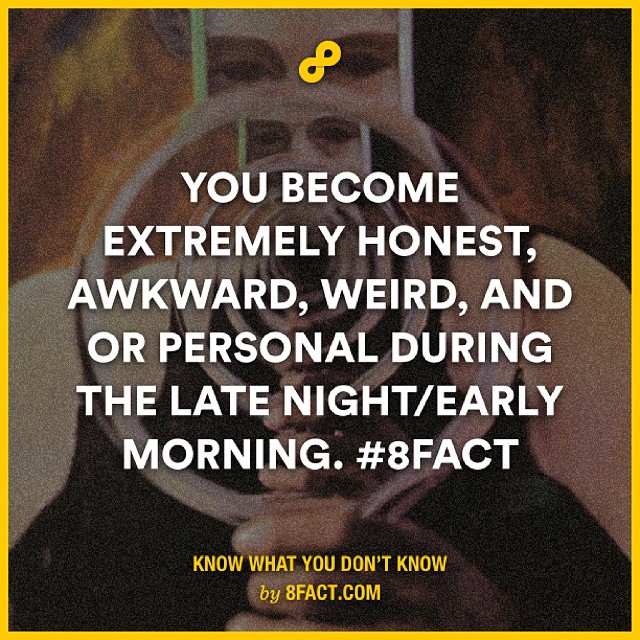 YOU BECOME
EXTREMELY HONEST,
AWKWARD, WEIRD, AND
OR PERSONAL DURING
THE LATE NIGHT/EARLY
MORNING. #8FACT
KNOW WHAT YOU DON'T KNOW
by 8FACT.COM